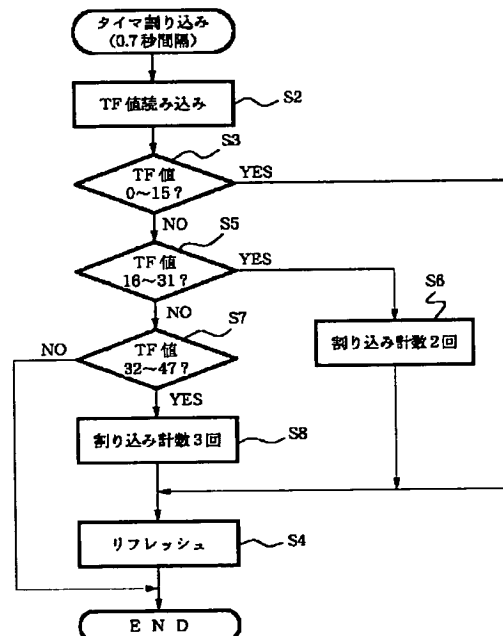 タイマ割り込み
(0.7秒間隔)
TF値読み込み
S2
S3
TF値
0～15?
YES
NO
S5
TF値
16～31?
YES
NO
S6
割り込み計数2回
S7
TF値
32～47?
NO
YES
割り込み計数3回
S8
リフレッシュ
S4
END